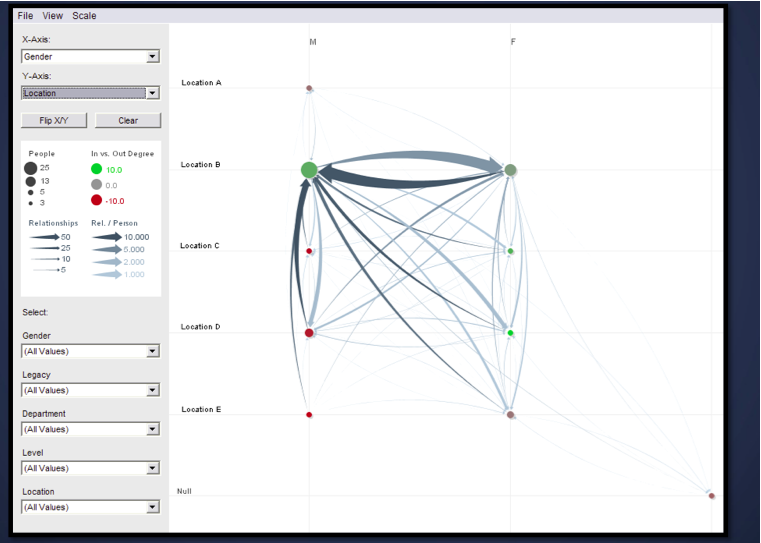 File View Scale
X-Axis:
Gender
Y-Axis:
Location
Flip X/Y Clear
People In vs. Out Degree
25 10.0
13 0.0
5
3 -10.0
Relationships Rel. / Person
50 10.000
25 5.000
10 2.000
5 1.000
Select:
Gender
(All Values)
Legacy
(All Values)
Department
(All Values)
Level
(All Values)
Location
(All Values)
M F
Location A
Location B
Location C
Location D
Location E
Null